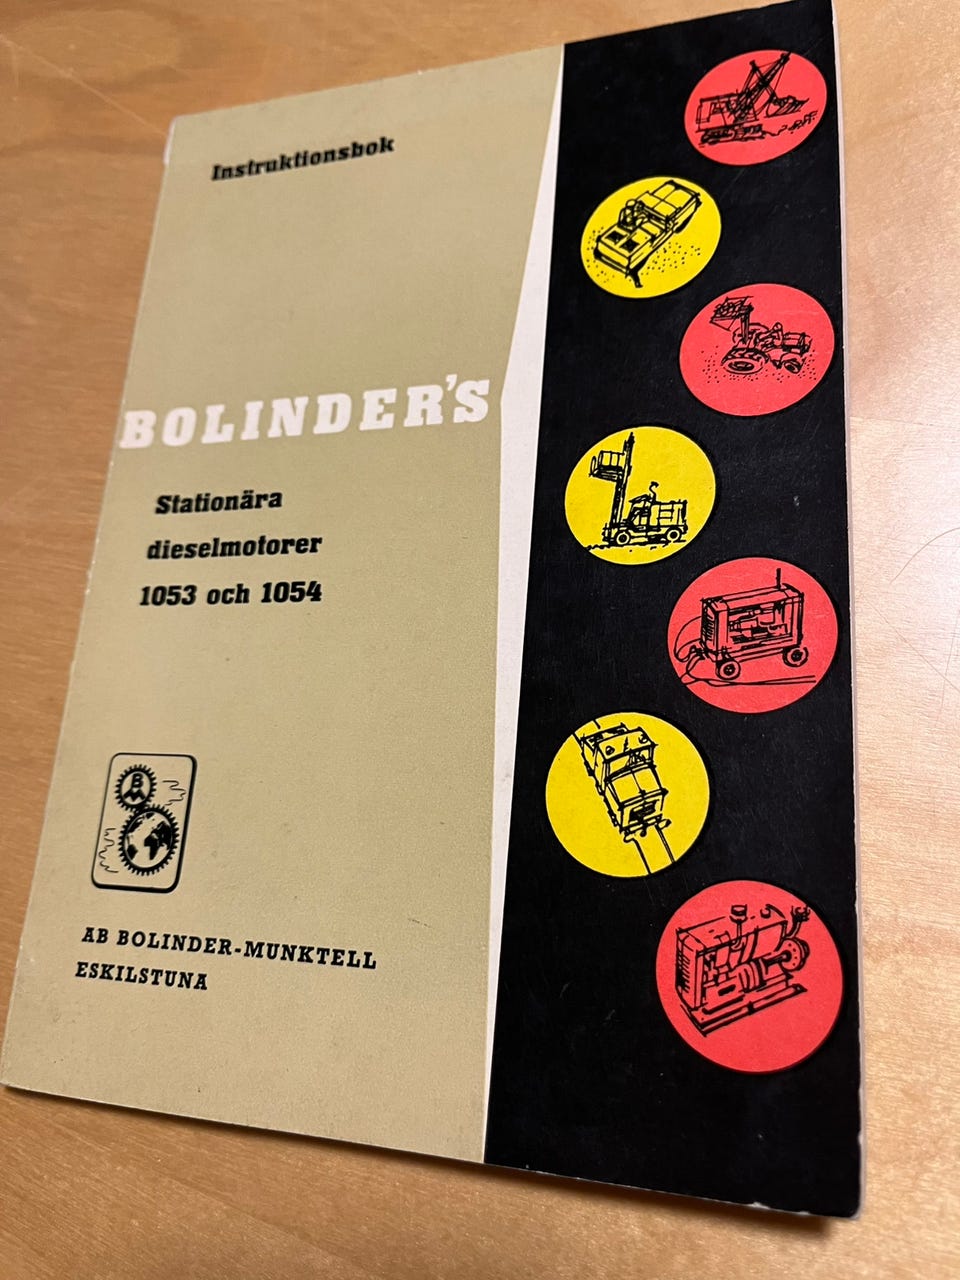 Instruktionsbok
BOLINDER'S
Stationära
dieselmotorer
1053 och 1054
B
M
AB BOLINDER-MUNKTELL
ESKILSTUNA